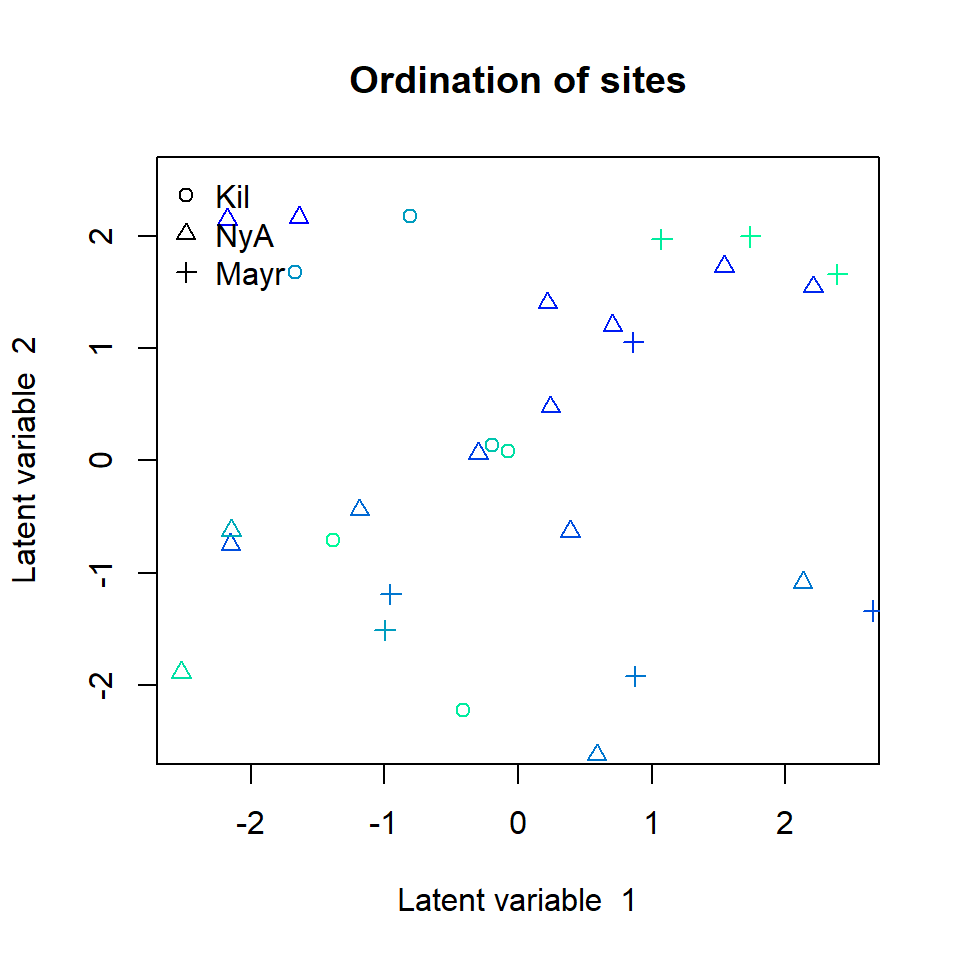 Ordination of sites
Kil
NyA
Mayr
2
1
0
-1
-2
Latent variable 2
-2 -1 0 1 2
Latent variable 1